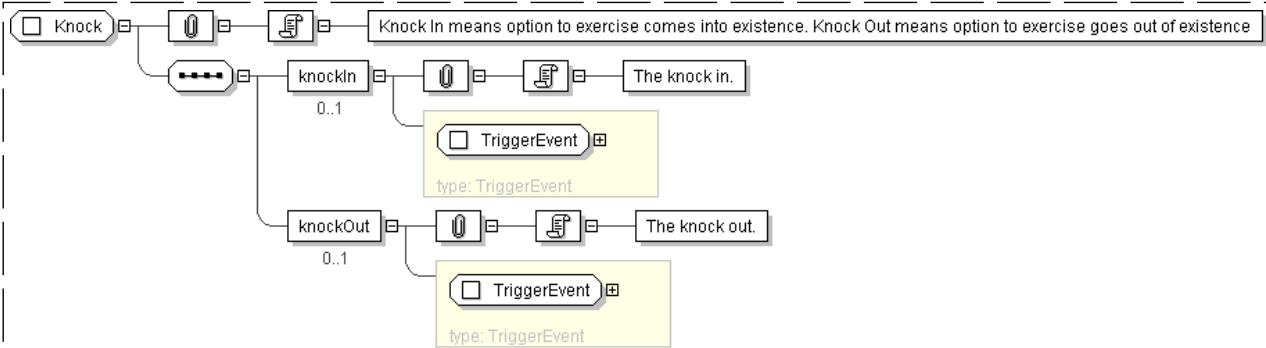 Knock
Knock In means option to exercise comes into existence. Knock Out means option to exercise goes out of existence
knockIn
The knock in.
0..1
TriggerEvent
type: TriggerEvent
knockOut
The knock out.
0..1
TriggerEvent
type: TriggerEvent